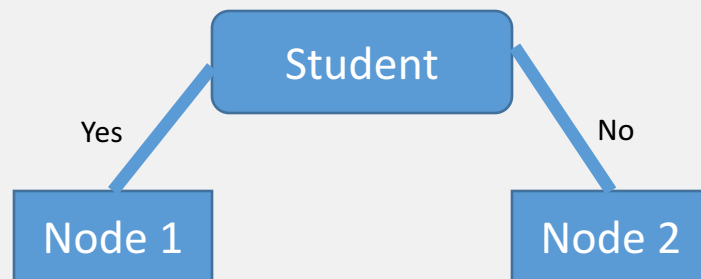 Student
Yes
No
Node 1
Node 2